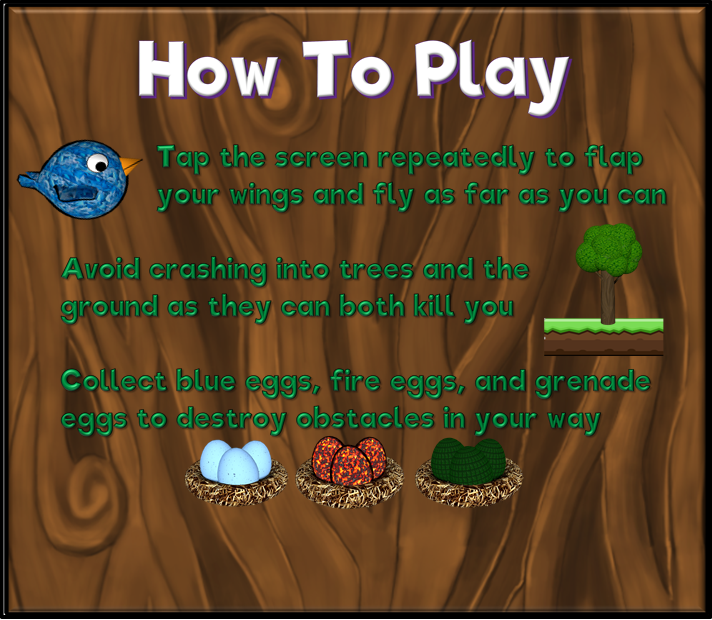 How To Play
Tap the screen repeatedly to flap
your wings and fly as far as you can
Avoid crashing into trees and the
ground as they can both kill you
Collect blue eggs, fire eggs, and grenade
eggs to destroy obstacles in your way